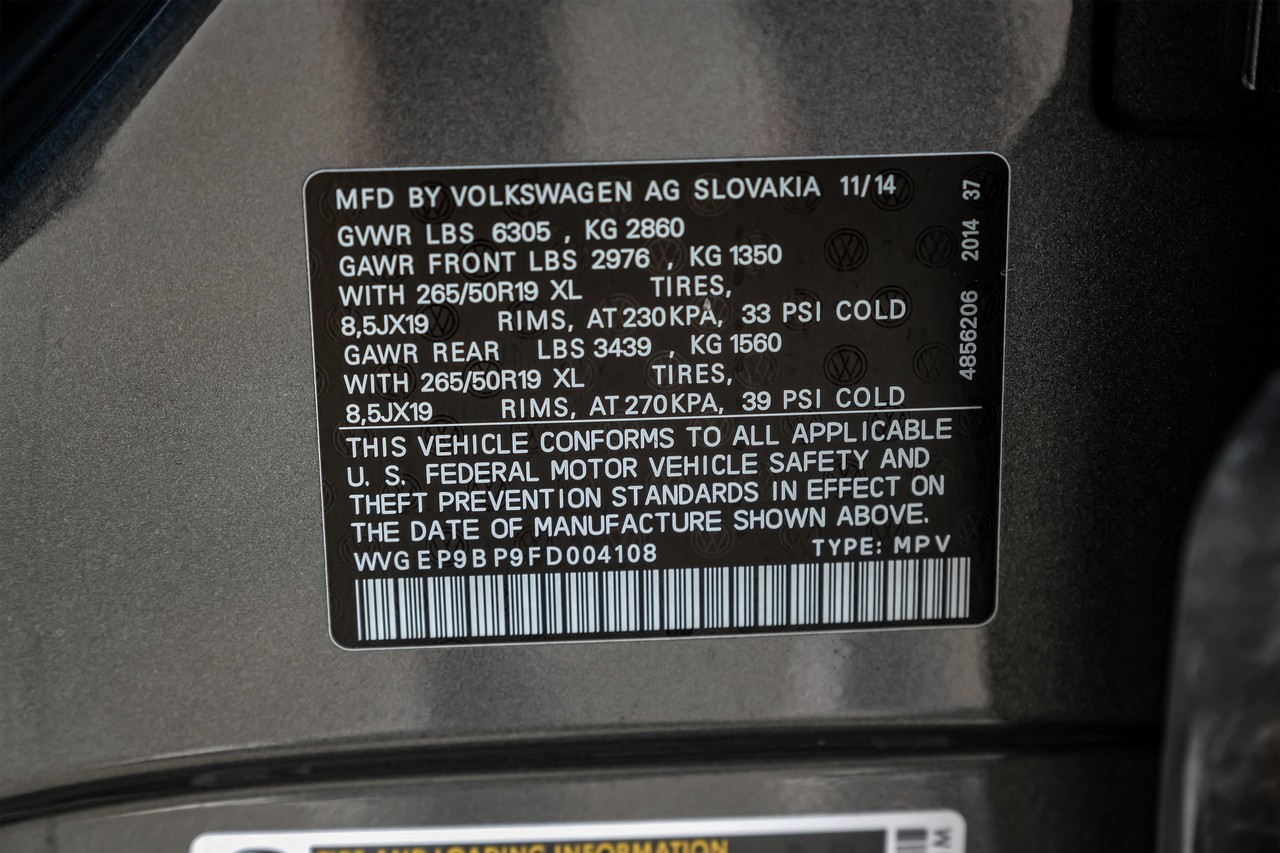 MFD BY VOLKSWAGEN AG SLOVAKIA 11/14
GVWR LBS 6305 , KG 2860
GAWR FRONT LBS 2976 , KG 1350
WITH 265/50R19 XL TIRES,
8,5JX19 RIMS, AT 230KPA, 33 PSI COLD
GAWR REAR LBS 3439 , KG 1560
WITH 265/50R19 XL TIRES,
8,5JX19 RIMS, AT 270KPA, 39 PSI COLD
THIS VEHICLE CONFORMS TO ALL APPLICABLE
U. S. FEDERAL MOTOR VEHICLE SAFETY AND
THEFT PREVENTION STANDARDS IN EFFECT ON
THE DATE OF MANUFACTURE SHOWN ABOVE.
WVGEP9BP9FD004108 TYPE: MPV
4856206 2014 37
AND LOADING INFORMATION